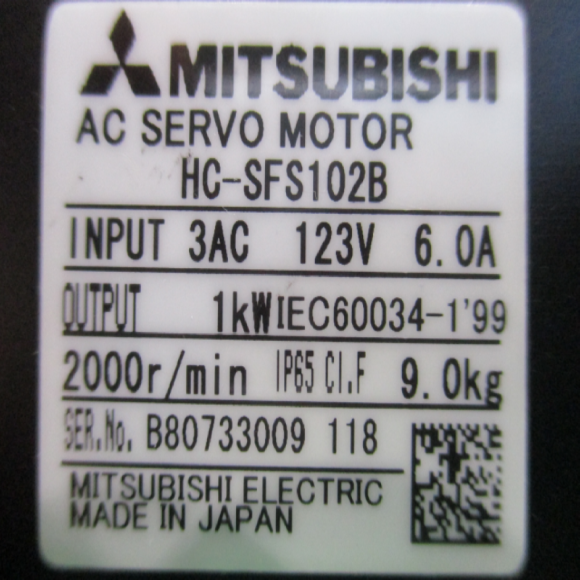 MITSUBISHI
AC SERVO MOTOR
HC-SFS102B
INPUT 3AC 123V 6.0A
OUTPUT 1kW IEC60034-1'99
2000r/min IP65 CI.F 9.0kg
SER.No. B80733009 118
MITSUBISHI ELECTRIC
MADE IN JAPAN